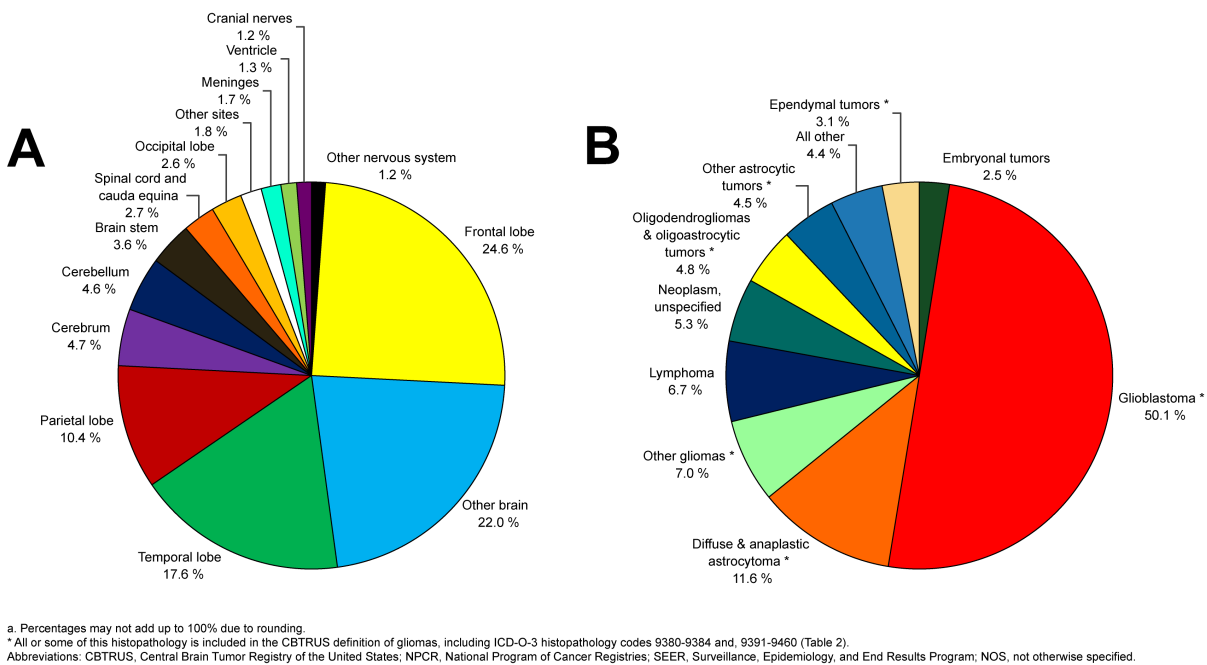 A
Cranial nerves
1.2 %
Ventricle
1.3 %
Meninges
1.7 %
Other sites
1.8 %
Occipital lobe
2.6 %
Spinal cord and
cauda equina
2.7 %
Brain stem
3.6 %
Cerebellum
4.6 %
Cerebrum
4.7 %
Parietal lobe
10.4 %
Temporal lobe
17.6 %
Other brain
22.0 %
Frontal lobe
24.6 %
Other nervous system
1.2 %
B
Ependymal tumors *
3.1 %
All other
4.4 %
Other astrocytic
tumors *
4.5 %
Oligodendrogliomas
& oligoastrocytic
tumors *
4.8 %
Neoplasm,
unspecified
5.3 %
Lymphoma
6.7 %
Other gliomas *
7.0 %
Diffuse & anaplastic
astrocytoma *
11.6 %
Glioblastoma *
50.1 %
Embryonal tumors
2.5 %
a. Percentages may not add up to 100% due to rounding.
* All or some of this histopathology is included in the CBTRUS definition of gliomas, including ICD-O-3 histopathology codes 9380-9384 and, 9391-9460 (Table 2).
Abbreviations: CBTRUS, Central Brain Tumor Registry of the United States; NPCR, National Program of Cancer Registries; SEER, Surveillance, Epidemiology, and End Results Program; NOS, not otherwise specified.